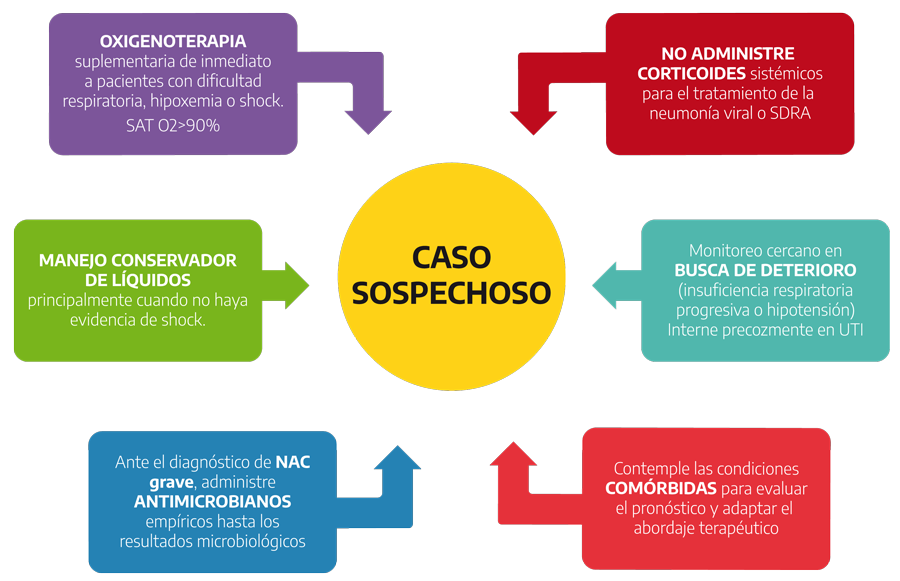 OXIGENOTERAPIA
suplementaria de inmediato
a pacientes con dificultad
respiratoria, hipoxemia o shock.
SAT O2>90%
NO ADMINISTRE
CORTICOIDES sistémicos
para el tratamiento de la
neumonía viral o SDRA
MANEJO CONSERVADOR
DE LÍQUIDOS
principalmente cuando no haya
evidencia de shock.
CASO
SOSPECHOSO
Monitoreo cercano en
BUSCA DE DETERIORO
(insuficiencia respiratoria
progresiva o hipotensión)
Interne precozmente en UTI
Ante el diagnóstico de NAC
grave, administre
ANTIMICROBIANOS
empíricos hasta los
resultados microbiológicos
Contemple las condiciones
COMÓRBIDAS para evaluar
el pronóstico y adaptar el
abordaje terapéutico